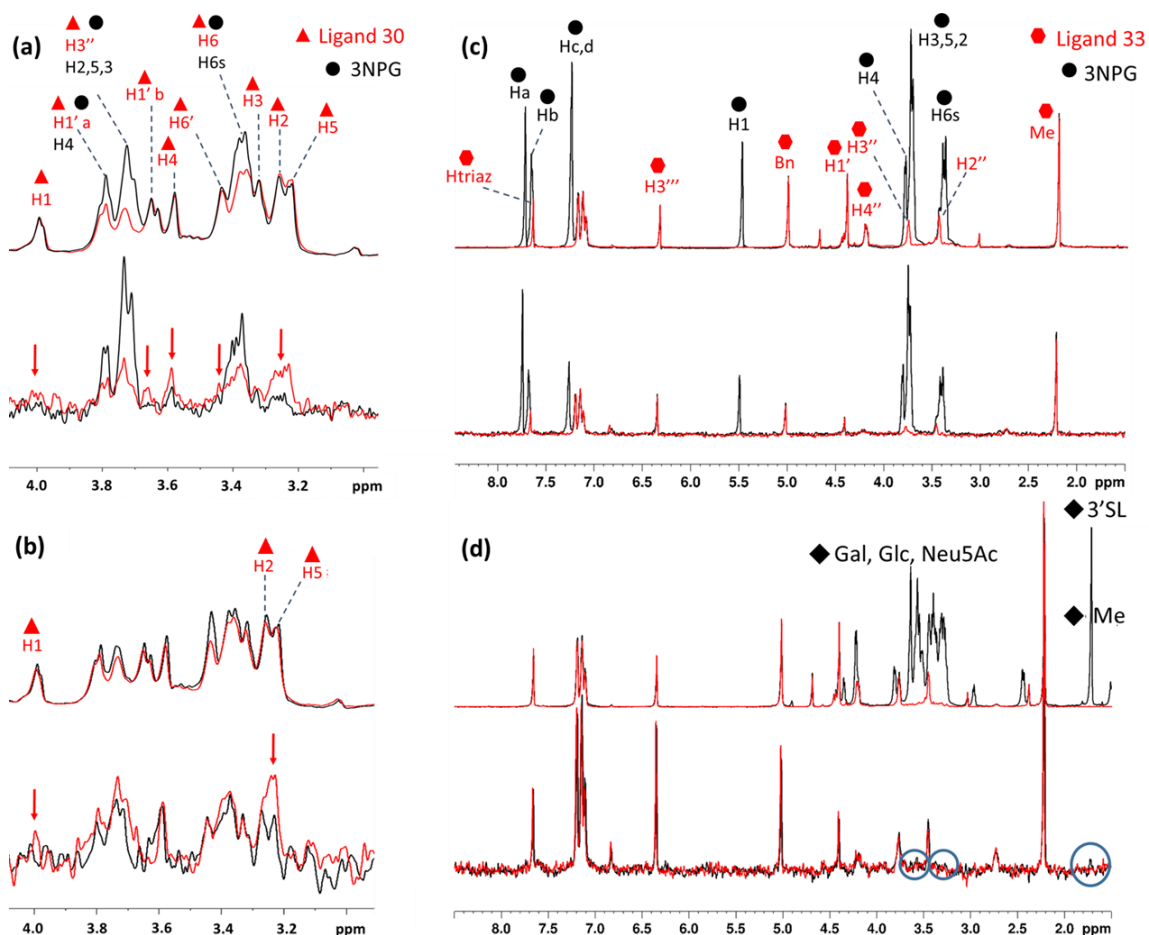 (a)
H3’’
H2,5,3
H6
H6s
Ligand 30
3NPG
H1’ a
H4
H1’ b
H6’
H4
H3
H2
H5
H1
4.0 3.8 3.6 3.4 3.2 ppm
(b)
H1
H2
H5
4.0 3.8 3.6 3.4 3.2 ppm
(c)
Hc,d
Ha
Hb
Htriaz
H3’’’
H1
Bn
H4
H3’’
H1’
H4’’
H3,5,2
H6s
H2’’
Me
Ligand 33
3NPG
8.0 7.5 7.0 6.5 6.0 5.5 5.0 4.5 4.0 3.5 3.0 2.5 2.0 ppm
(d)
Gal, Glc, Neu5Ac
3’SL
Me
8.0 7.5 7.0 6.5 6.0 5.5 5.0 4.5 4.0 3.5 3.0 2.5 2.0 ppm